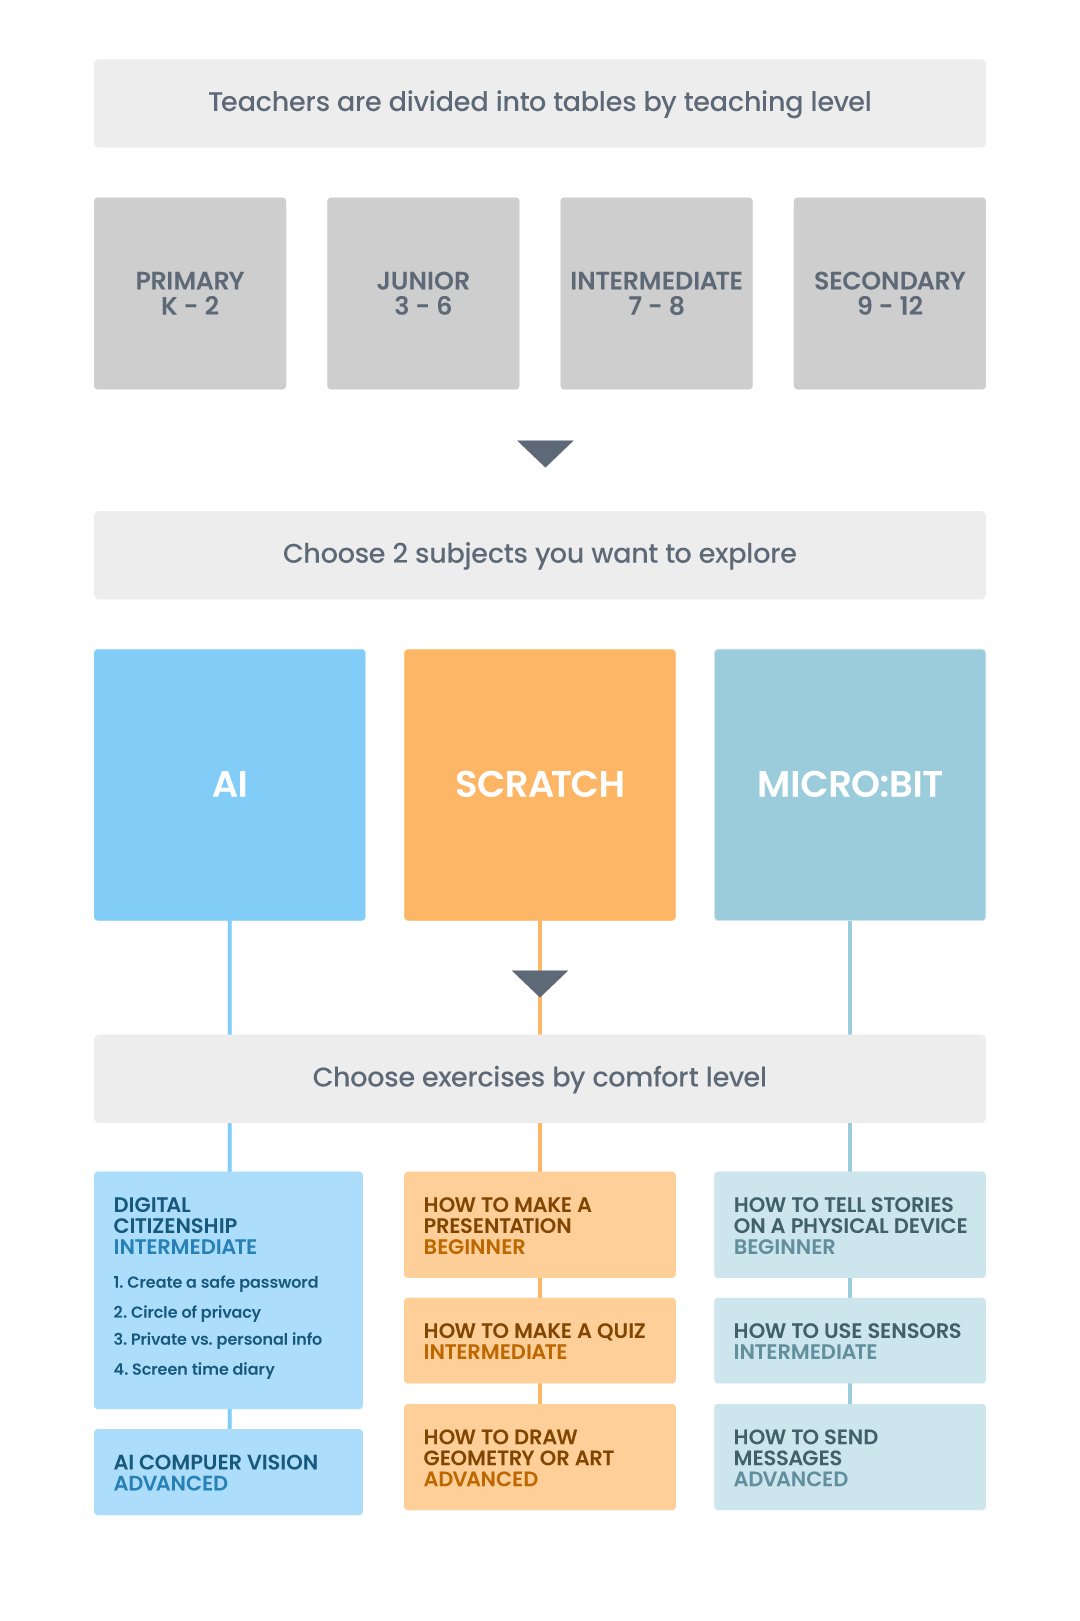 Teachers are divided into tables by teaching level
PRIMARY
K - 2
JUNIOR
3 - 6
INTERMEDIATE
7 - 8
SECONDARY
9 - 12
Choose 2 subjects you want to explore
AI
SCRATCH
MICRO:BIT
Choose exercises by comfort level
DIGITAL
CITIZENSHIP
INTERMEDIATE
1. Create a safe password
2. Circle of privacy
3. Private vs. personal info
4. Screen time diary
AI COMPUER VISION
ADVANCED
HOW TO MAKE A
PRESENTATION
BEGINNER
HOW TO MAKE A QUIZ
INTERMEDIATE
HOW TO DRAW
GEOMETRY OR ART
ADVANCED
HOW TO TELL STORIES
ON A PHYSICAL DEVICE
BEGINNER
HOW TO USE SENSORS
INTERMEDIATE
HOW TO SEND
MESSAGES
ADVANCED